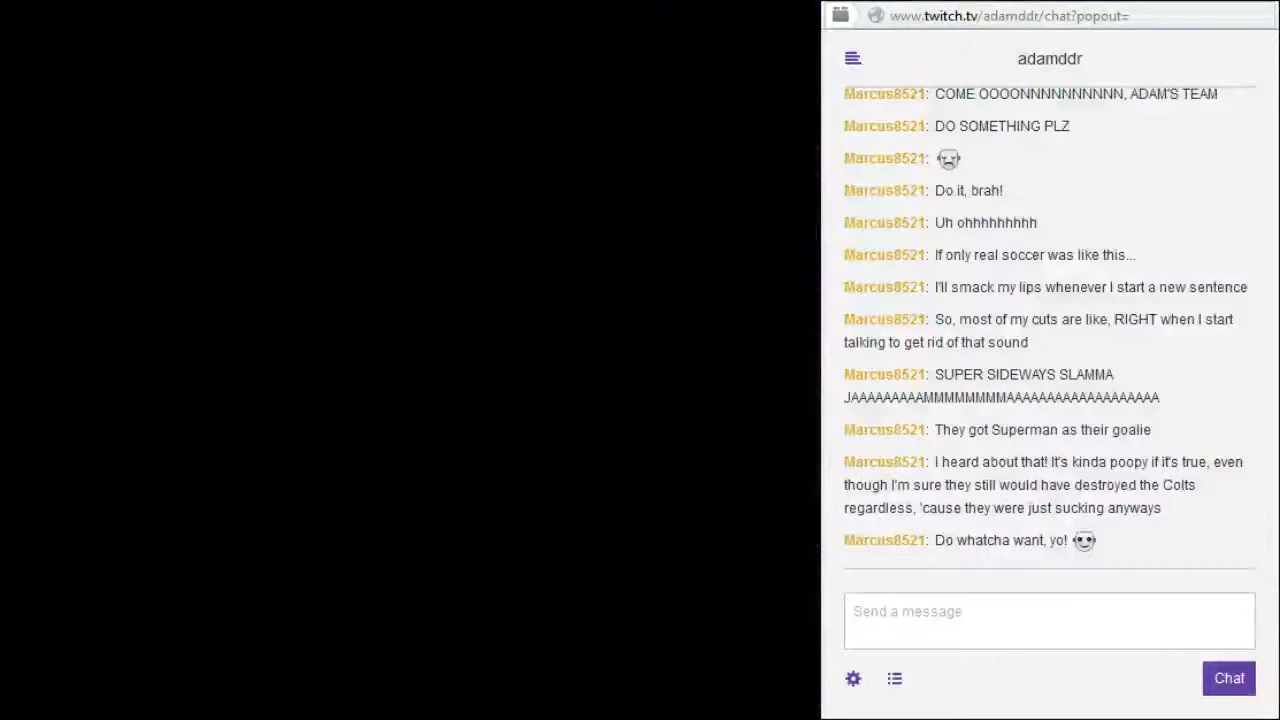 www.twitch.tv/adamddr/chat?popout=
adamddr
Marcus8521: COME OOOONNNNNNNNNNN, ADAM'S TEAM
Marcus8521: DO SOMETHING PLZ
Marcus8521:
Marcus8521: Do it, brah!
Marcus8521: Uh ohhhhhhhhh
Marcus8521: If only real soccer was like this...
Marcus8521: I'll smack my lips whenever I start a new sentence
Marcus8521: So, most of my cuts are like, RIGHT when I start
talking to get rid of that sound
Marcus8521: SUPER SIDEWAYS SLAMMA
JAAAAAAAAAMMMMMMMMAAAAAAAAAAAAAAAAAAAA
Marcus8521: They got Superman as their goalie
Marcus8521: I heard about that! It's kinda poopy if it's true, even
though I'm sure they still would have destroyed the Colts
regardless, 'cause they were just sucking anyways
Marcus8521: Do whatcha want, yo!
Send a message
Chat